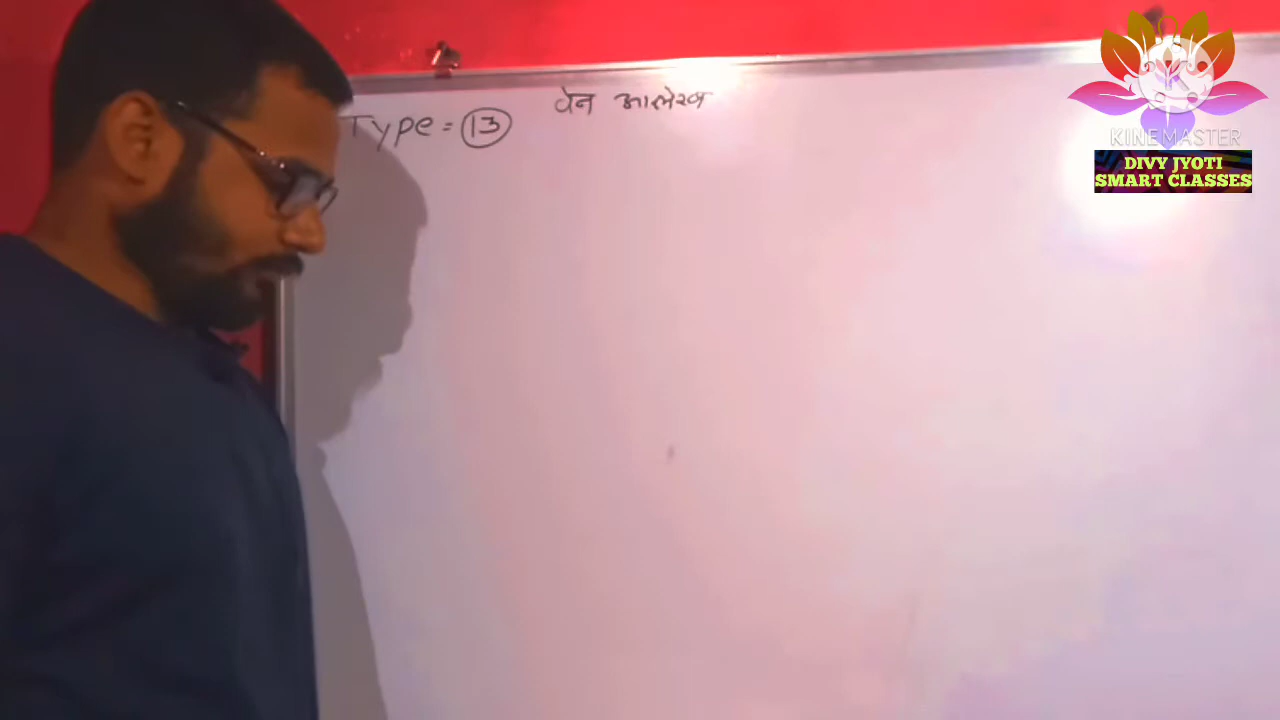 वेन आलेख
Type = 13
KINEMASTER
DIVY JYOTI
SMART CLASSES